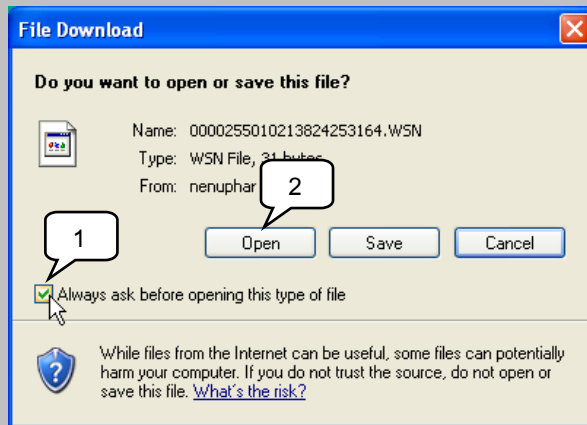 File Download
Do you want to open or save this file?
Name: 0000255010213824253164.WSN
Type: WSN File, 31 bytes
From: nenuphar
2
1
Open Save Cancel
Always ask before opening this type of file
While files from the Internet can be useful, some files can potentially
harm your computer. If you do not trust the source, do not open or
save this file. What's the risk?